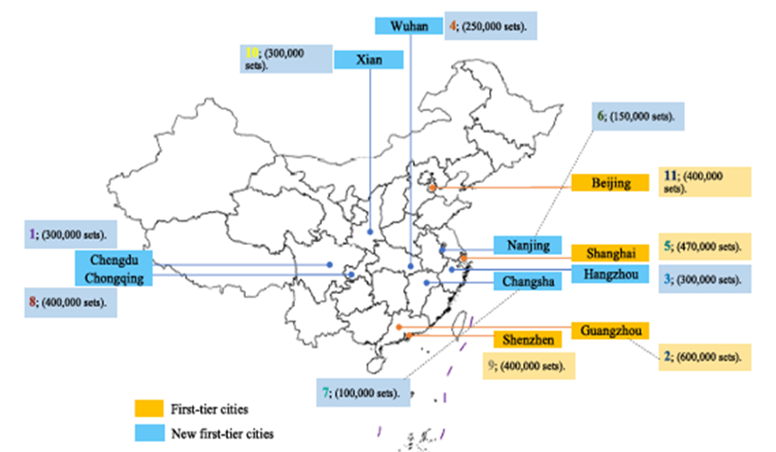 Wuhan
4; (250,000 sets).
10; (300,000
sets).
Xian
6; (150,000 sets).
Beijing
11; (400,000
sets).
1; (300,000 sets).
Nanjing
Shanghai
5; (470,000 sets).
Chengdu
Chongqing
Hangzhou
3; (300,000 sets).
Changsha
8; (400,000 sets).
Guangzhou
Shenzhen
2; (600,000 sets).
9; (400,000 sets).
7; (100,000 sets).
First-tier cities
New first-tier cities